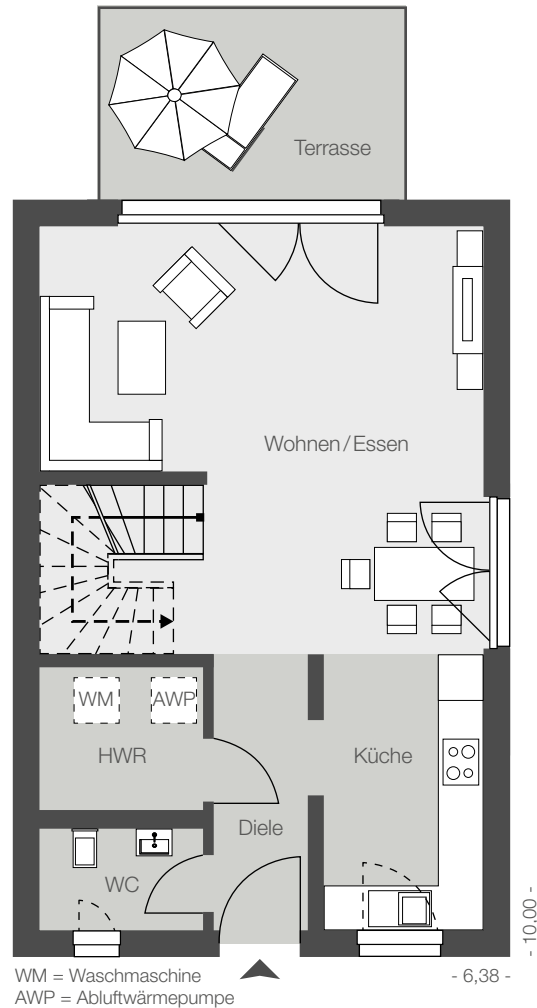 Terrasse
Wohnen / Essen
WM
AWP
HWR
Küche
Diele
WC
- 10,00 -
WM = Waschmaschine
- 6,38 -
AWP = Abluftwärmepumpe